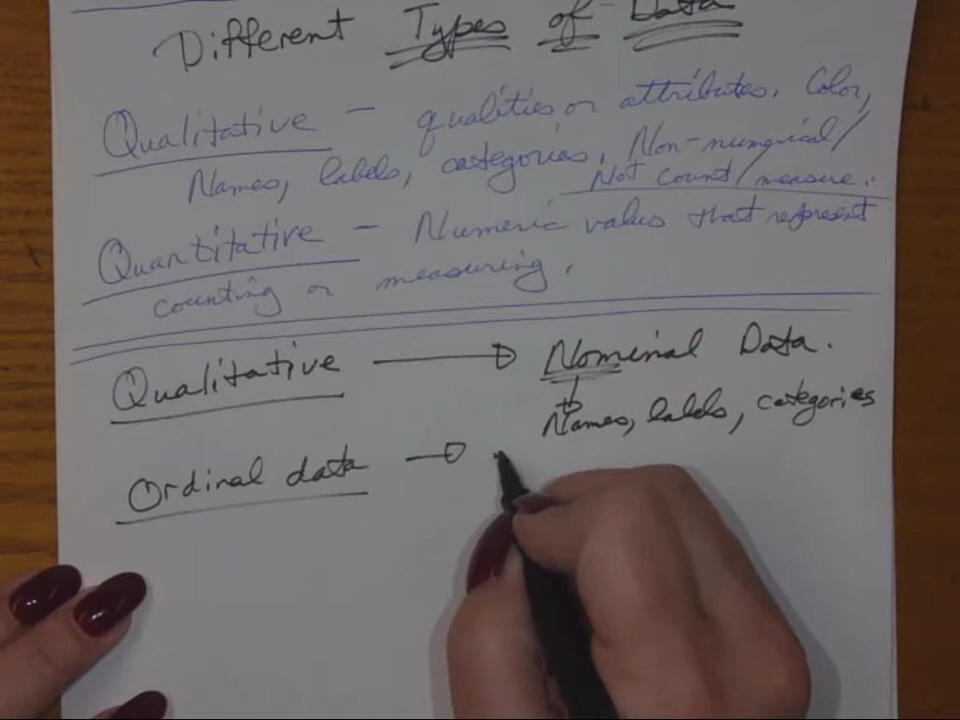 Different Types of Data
Qualitative - qualities or attributes. Color,
Names, labels, categories, Non-numerical/
Not count/measure.
Quantitative - Numeric value that represent
counting or measuring.
Qualitative → Nominal Data.
Names, labels, categories
Ordinal data →